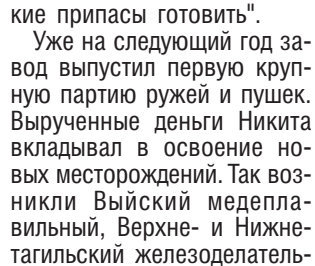 кие припасы готовить".
Уже на следующий год за-
вод выпустил первую круп-
ную партию ружей и пушек.
Вырученные деньги Никита
вкладывал в освоение но-
вых месторождений. Так воз-
никли Выйский медепла-
вильный, Верхне- и Нижне-
тагильский железоделатель-